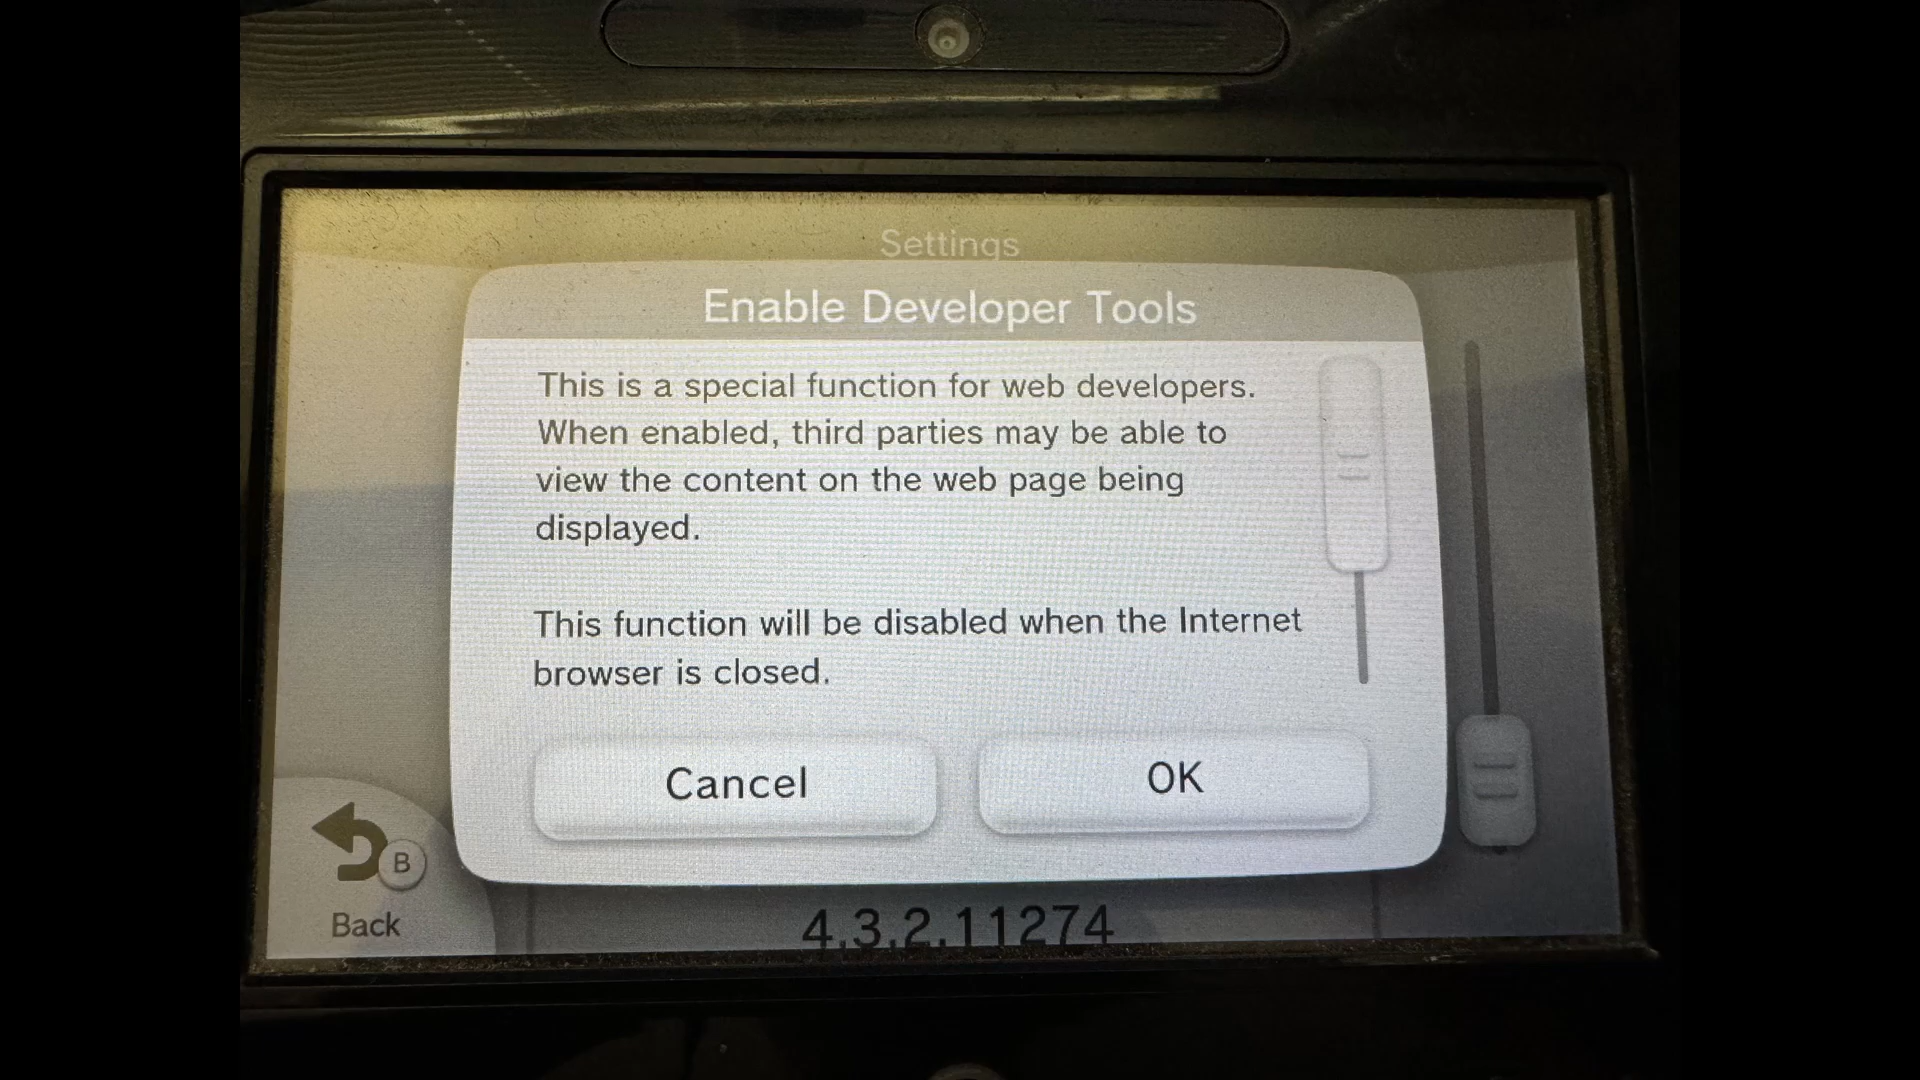 Settings
Enable Developer Tools
This is a special function for web developers.
When enabled, third parties may be able to
view the content on the web page being
displayed.
This function will be disabled when the Internet
browser is closed.
Cancel
OK
B
Back
4.3.2.11274